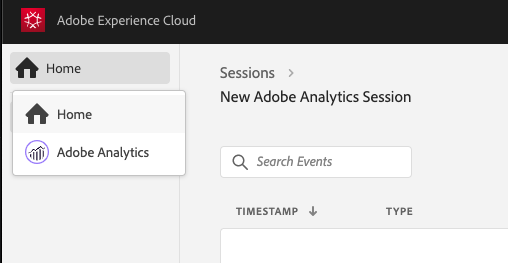 Adobe Experience Cloud
Home
Home
Adobe Analytics
Sessions
New Adobe Analytics Session
Search Events
TIMESTAMP
TYPE